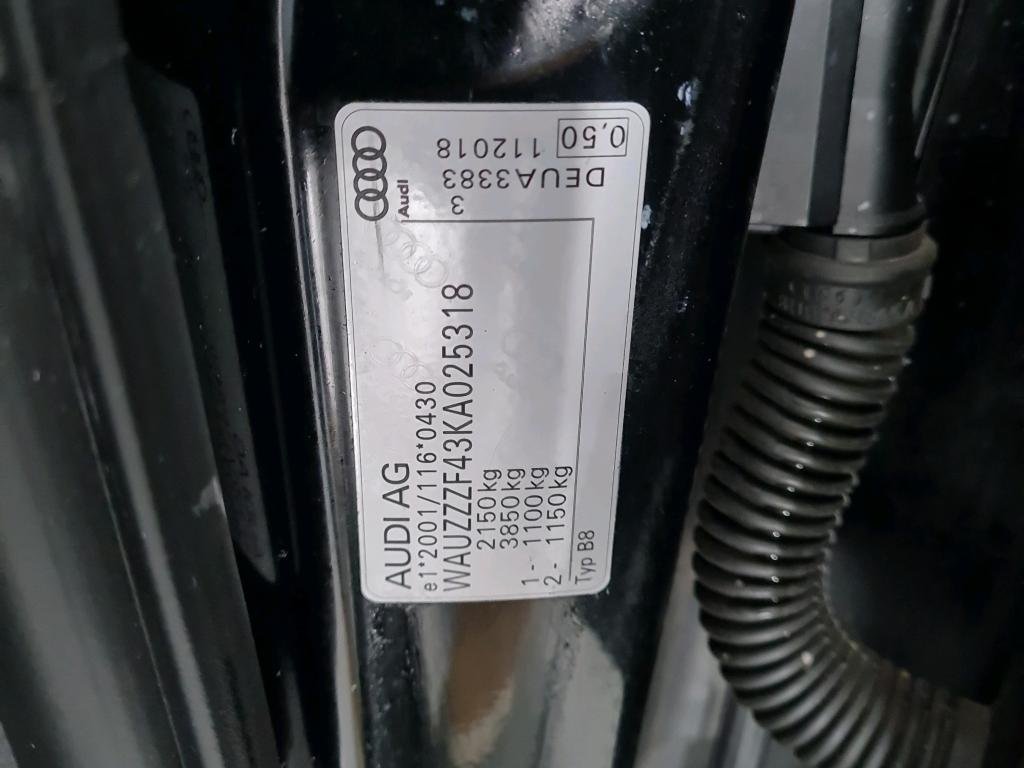 AUDI AG
e1*2001/116*0430
WAUZZZF43KA025318
2150kg
3850kg
1- 1100kg
2- 1150kg
Typ B8
Audi
3
DEUA3383
112018
0,50